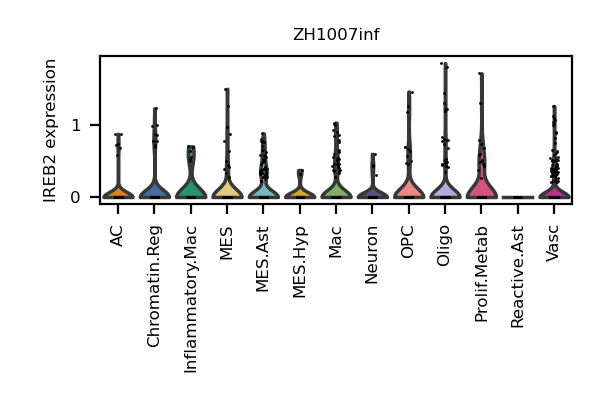 ZH1007inf
IREB2 expression
1
0
AC
Chromatin.Reg
Inflammatory.Mac
MES
MES.Ast
MES.Hyp
Mac
Neuron
OPC
Oligo
Prolif.Metab
Reactive.Ast
Vasc